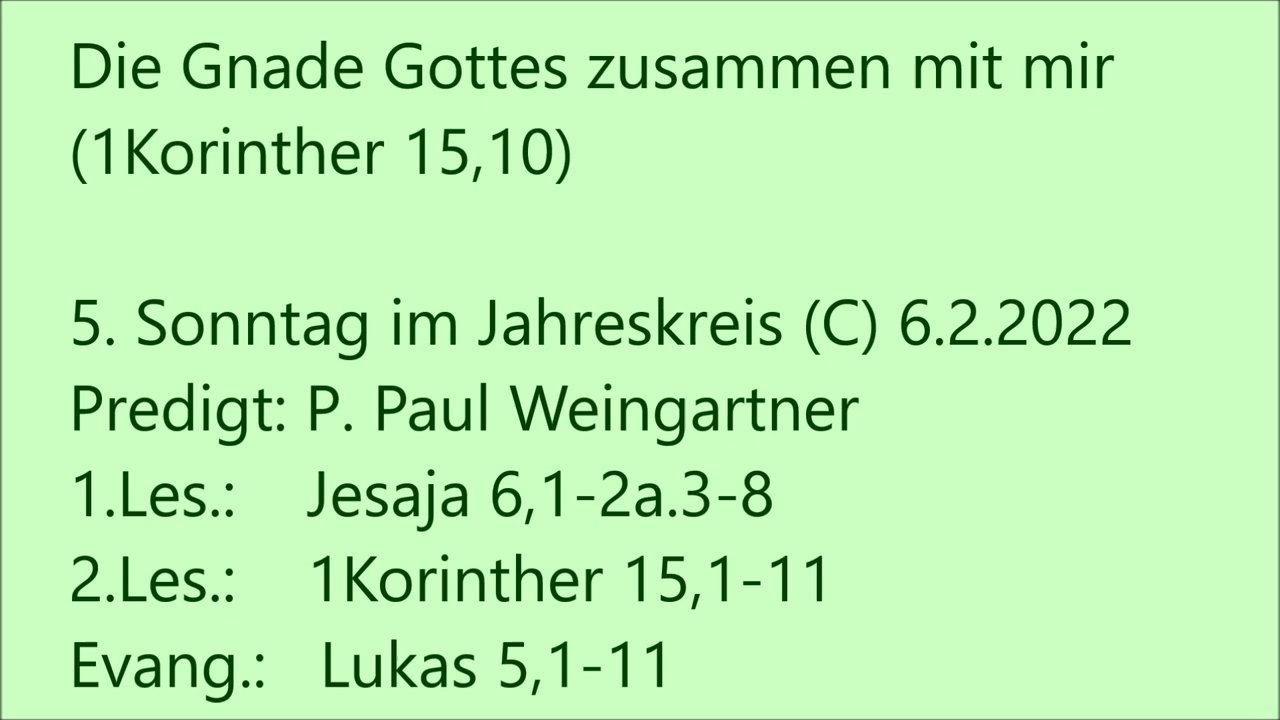 Die Gnade Gottes zusammen mit mir
(1Korinther 15,10)
5. Sonntag im Jahreskreis (C) 6.2.2022
Predigt: P. Paul Weingartner
1.Les.: Jesaja 6,1-2a.3-8
2.Les.: 1Korinther 15,1-11
Evang.: Lukas 5,1-11